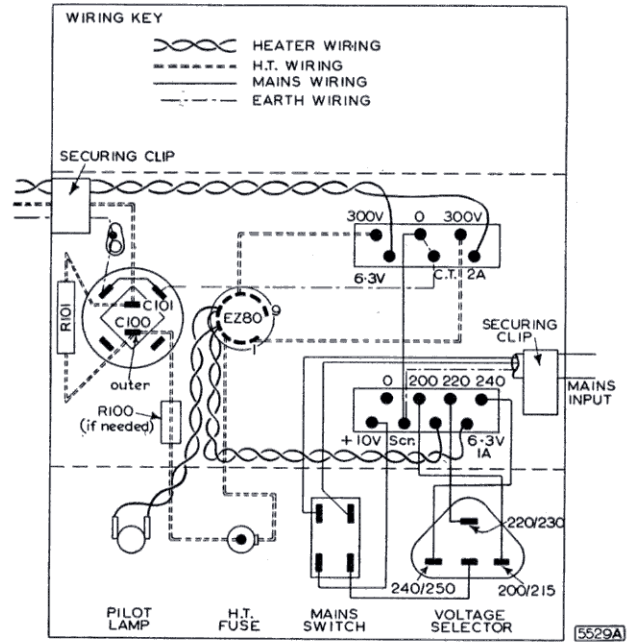 WIRING KEY
HEATER WIRING
H.T. WIRING
MAINS WIRING
EARTH WIRING
SECURING CLIP
300V 0 300V
6·3V C.T. 2A
R101
C101
C100
EZ80
9
1
outer
SECURING
CLIP
MAINS
INPUT
0 200 220 240
R100
(if needed)
+10V Scr. 6·3V
1A
220/230
240/250 200/215
PILOT
LAMP
H.T.
FUSE
MAINS
SWITCH
VOLTAGE
SELECTOR
5529A